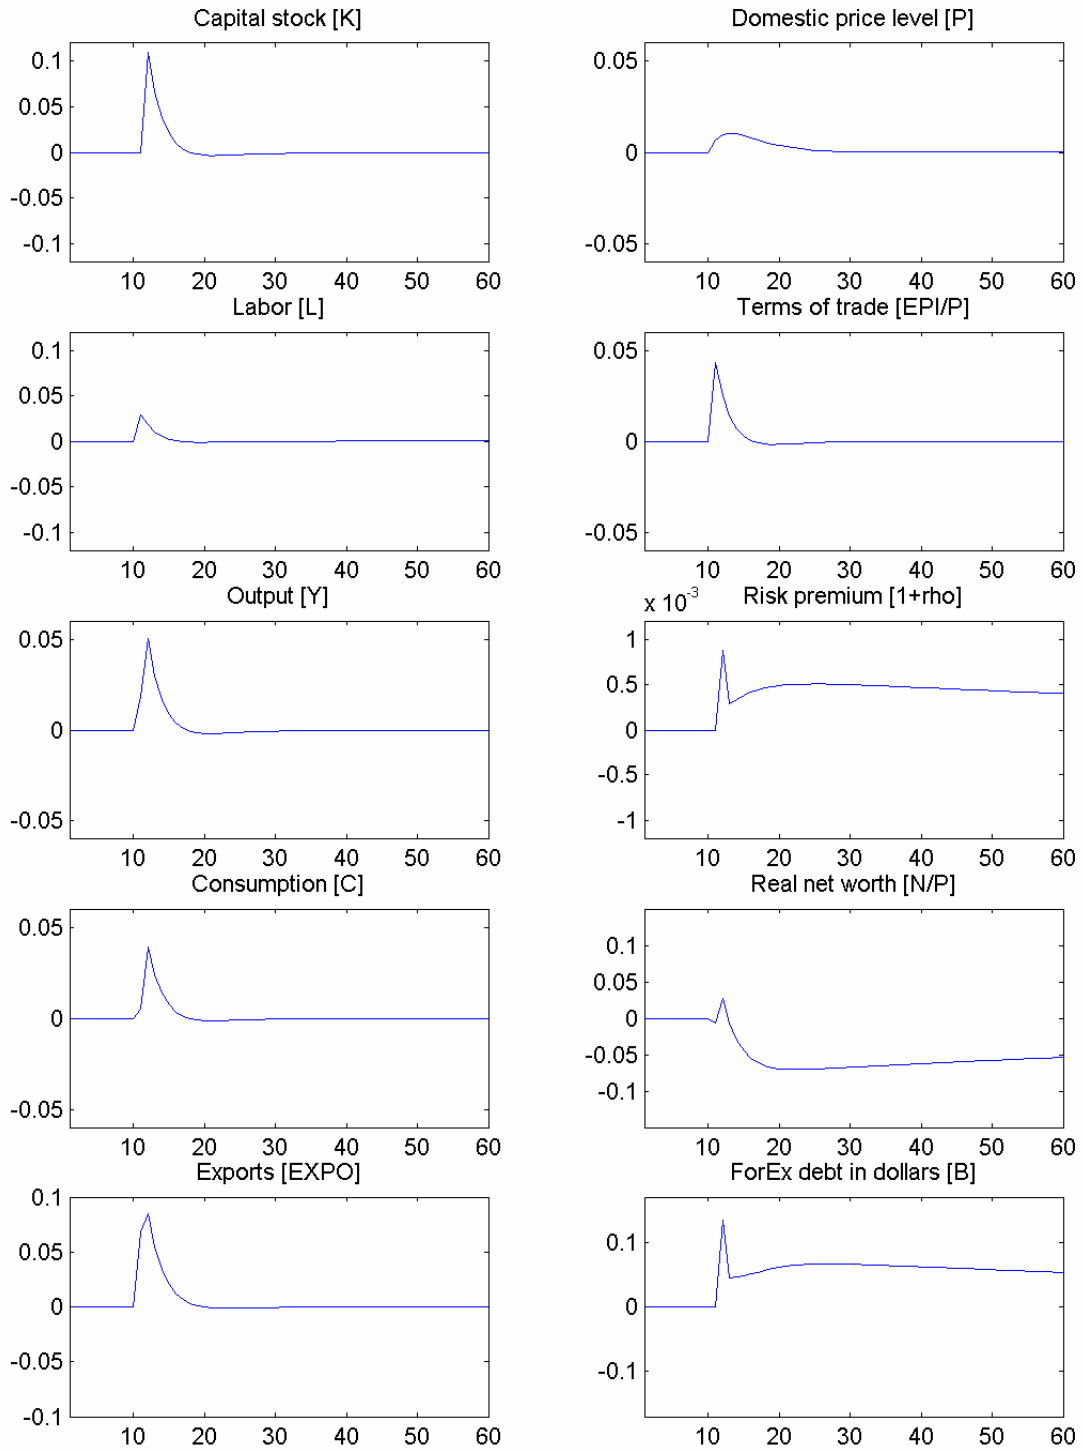 Capital stock [K]
0.1
0.05
0
-0.05
-0.1
10 20 30 40 50 60
Domestic price level [P]
0.05
0
-0.05
10 20 30 40 50 60
Labor [L]
0.1
0.05
0
-0.05
-0.1
10 20 30 40 50 60
Terms of trade [EPI/P]
0.05
0
-0.05
10 20 30 40 50 60
Output [Y]
0.05
0
-0.05
10 20 30 40 50 60
x 10^-3
Risk premium [1+rho]
1
0.5
0
-0.5
-1
10 20 30 40 50 60
Consumption [C]
0.05
0
-0.05
10 20 30 40 50 60
Real net worth [N/P]
0.1
0.05
0
-0.05
-0.1
10 20 30 40 50 60
Exports [EXPO]
0.1
0.05
0
-0.05
-0.1
10 20 30 40 50 60
ForEx debt in dollars [B]
0.1
0
-0.1
10 20 30 40 50 60